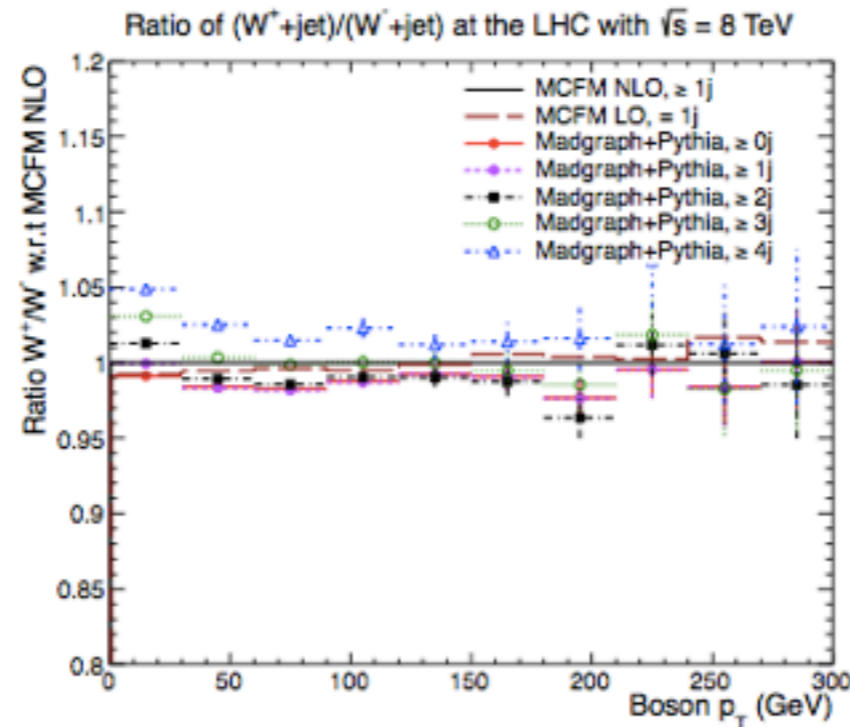 Ratio of (W⁺+jet)/(W⁻+jet) at the LHC with √s = 8 TeV
Ratio W⁺/W⁻ w.r.t MCFM NLO
1.2
1.15
1.1
1.05
1
0.95
0.9
0.85
0.8
MCFM NLO, ≥ 1j
MCFM LO, = 1j
Madgraph+Pythia, ≥ 0j
Madgraph+Pythia, ≥ 1j
Madgraph+Pythia, ≥ 2j
Madgraph+Pythia, ≥ 3j
Madgraph+Pythia, ≥ 4j
0 50 100 150 200 250 300
Boson p_T (GeV)